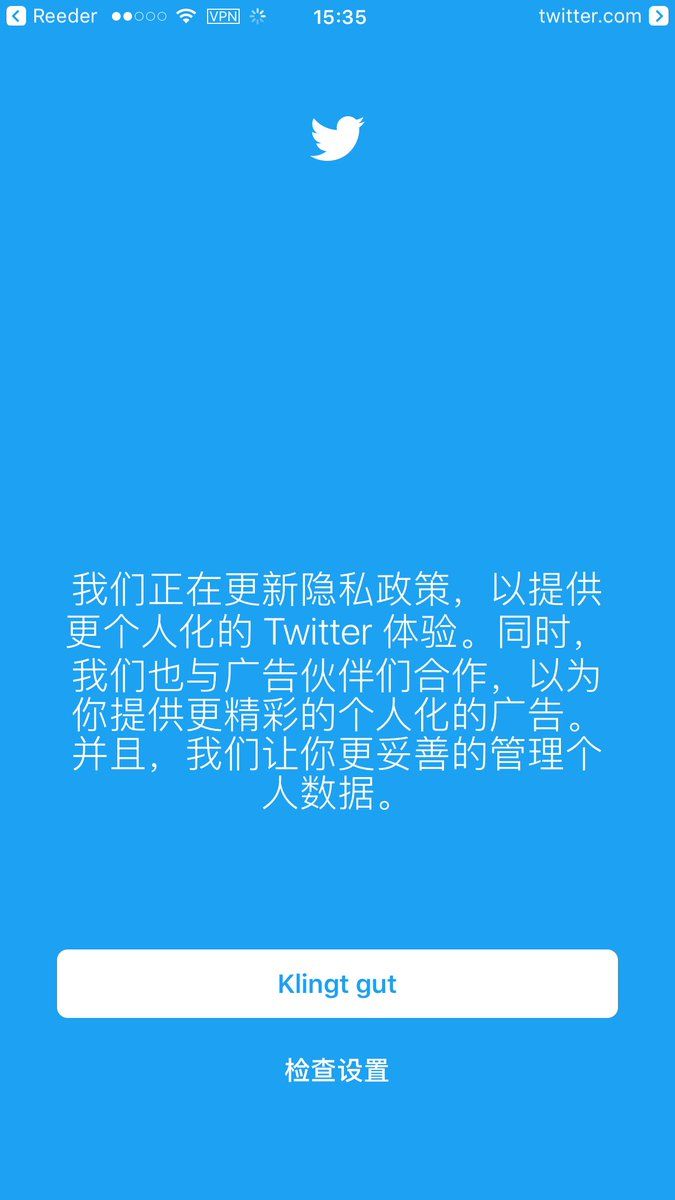 Reeder VPN 15:35 twitter.com
我们正在更新隐私政策，以提供
更个人化的 Twitter 体验。同时，
我们也与广告伙伴们合作，以为
你提供更精彩的个人化的广告。
并且，我们让你更妥善的管理个
人数据。
Klingt gut
检查设置